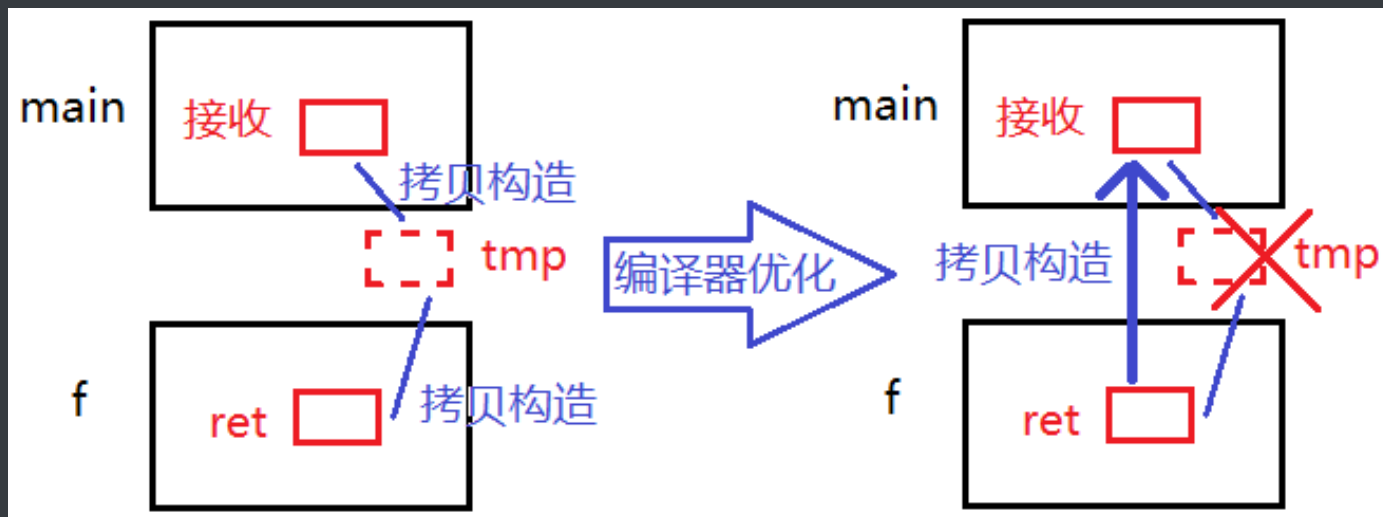 main
接收
拷贝构造
tmp
f
ret
拷贝构造
编译器优化
main
接收
拷贝构造
tmp
f
ret